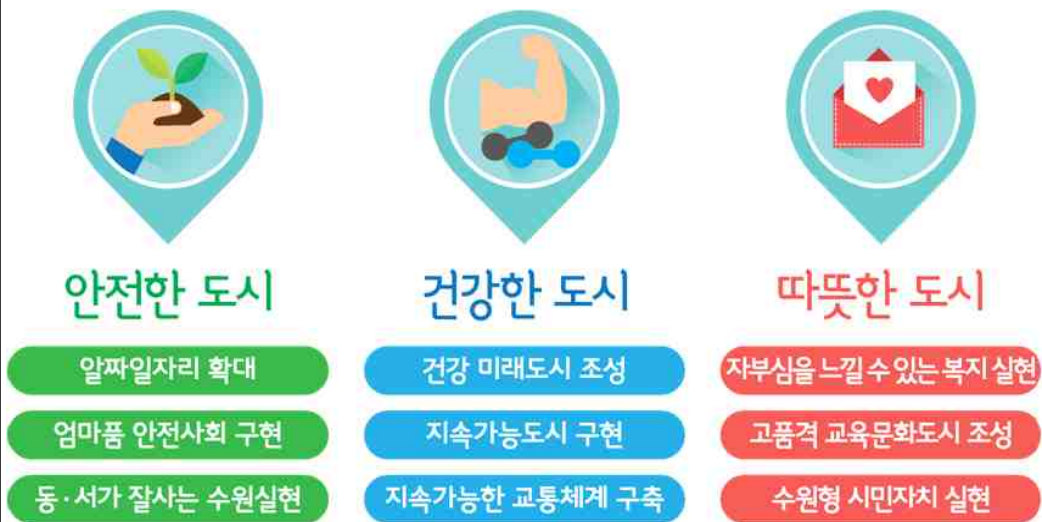 안전한 도시
알짜일자리 확대
엄마품 안전사회 구현
동·서가 잘사는 수원실현
건강한 도시
건강 미래도시 조성
지속가능도시 구현
지속가능한 교통체계 구축
따뜻한 도시
자부심을 느낄 수 있는 복지 실현
고품격 교육문화도시 조성
수원형 시민자치 실현